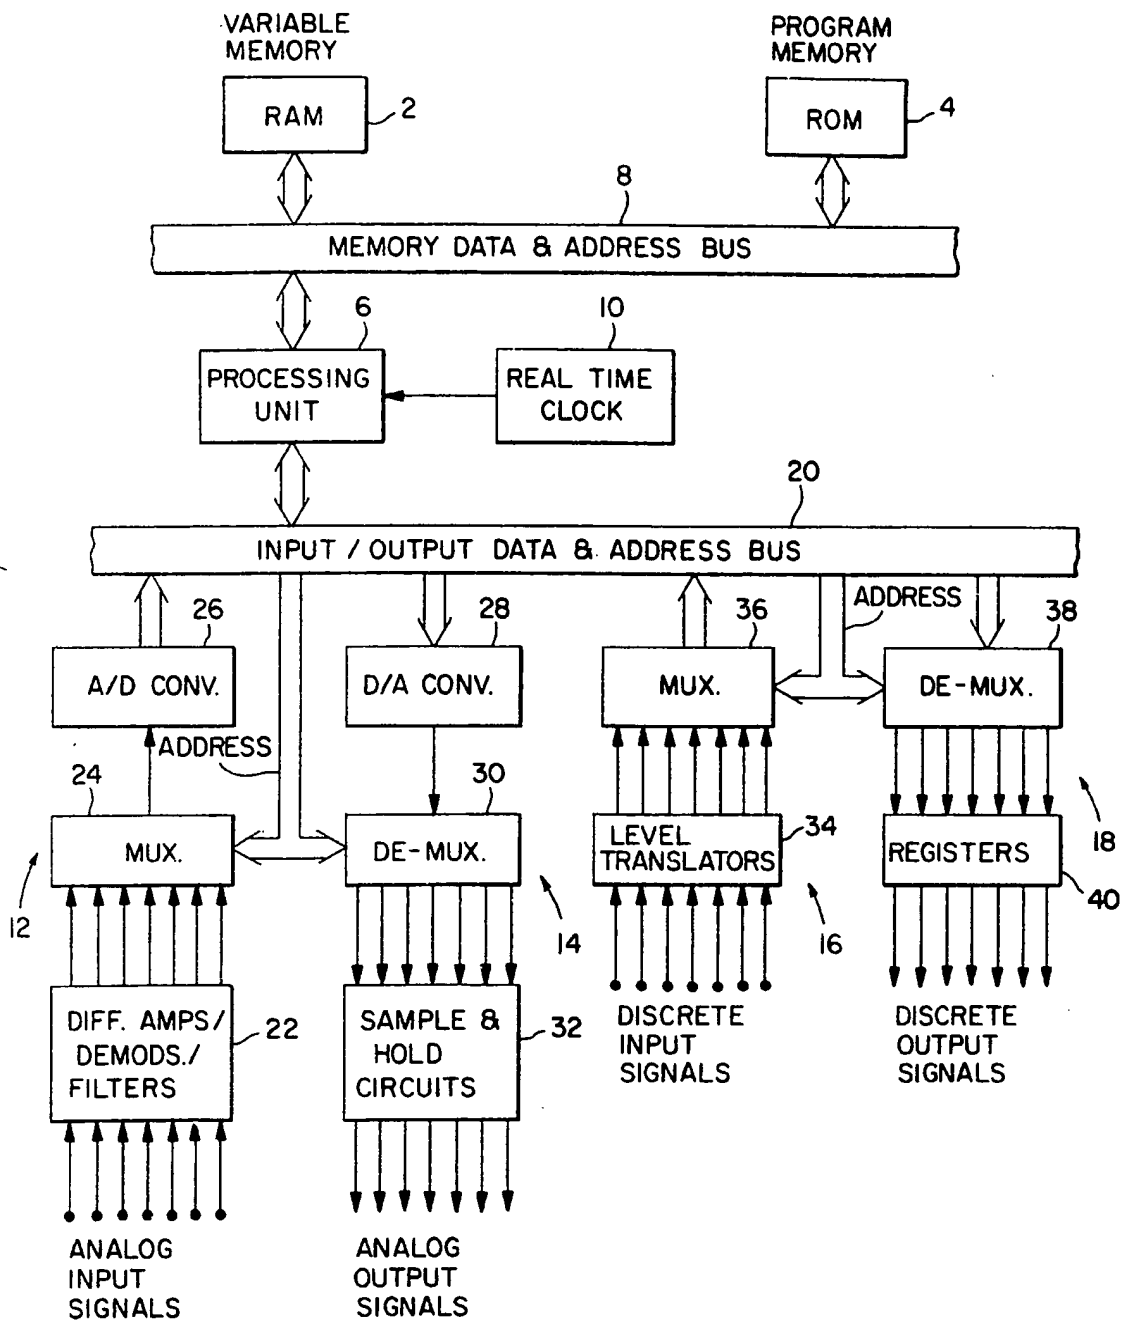 VARIABLE
MEMORY
PROGRAM
MEMORY
RAM
2
ROM
4
8
MEMORY DATA & ADDRESS BUS
6
10
PROCESSING
UNIT
REAL TIME
CLOCK
20
INPUT / OUTPUT DATA & ADDRESS BUS
26
28
36
ADDRESS
38
A/D CONV.
D/A CONV.
MUX.
DE-MUX.
ADDRESS
24
30
34
18
12
MUX.
DE-MUX.
LEVEL
TRANSLATORS
REGISTERS
40
14
16
DIFF. AMPS/
DEMODS./
FILTERS
22
SAMPLE &
HOLD
CIRCUITS
32
DISCRETE
INPUT
SIGNALS
DISCRETE
OUTPUT
SIGNALS
ANALOG
INPUT
SIGNALS
ANALOG
OUTPUT
SIGNALS